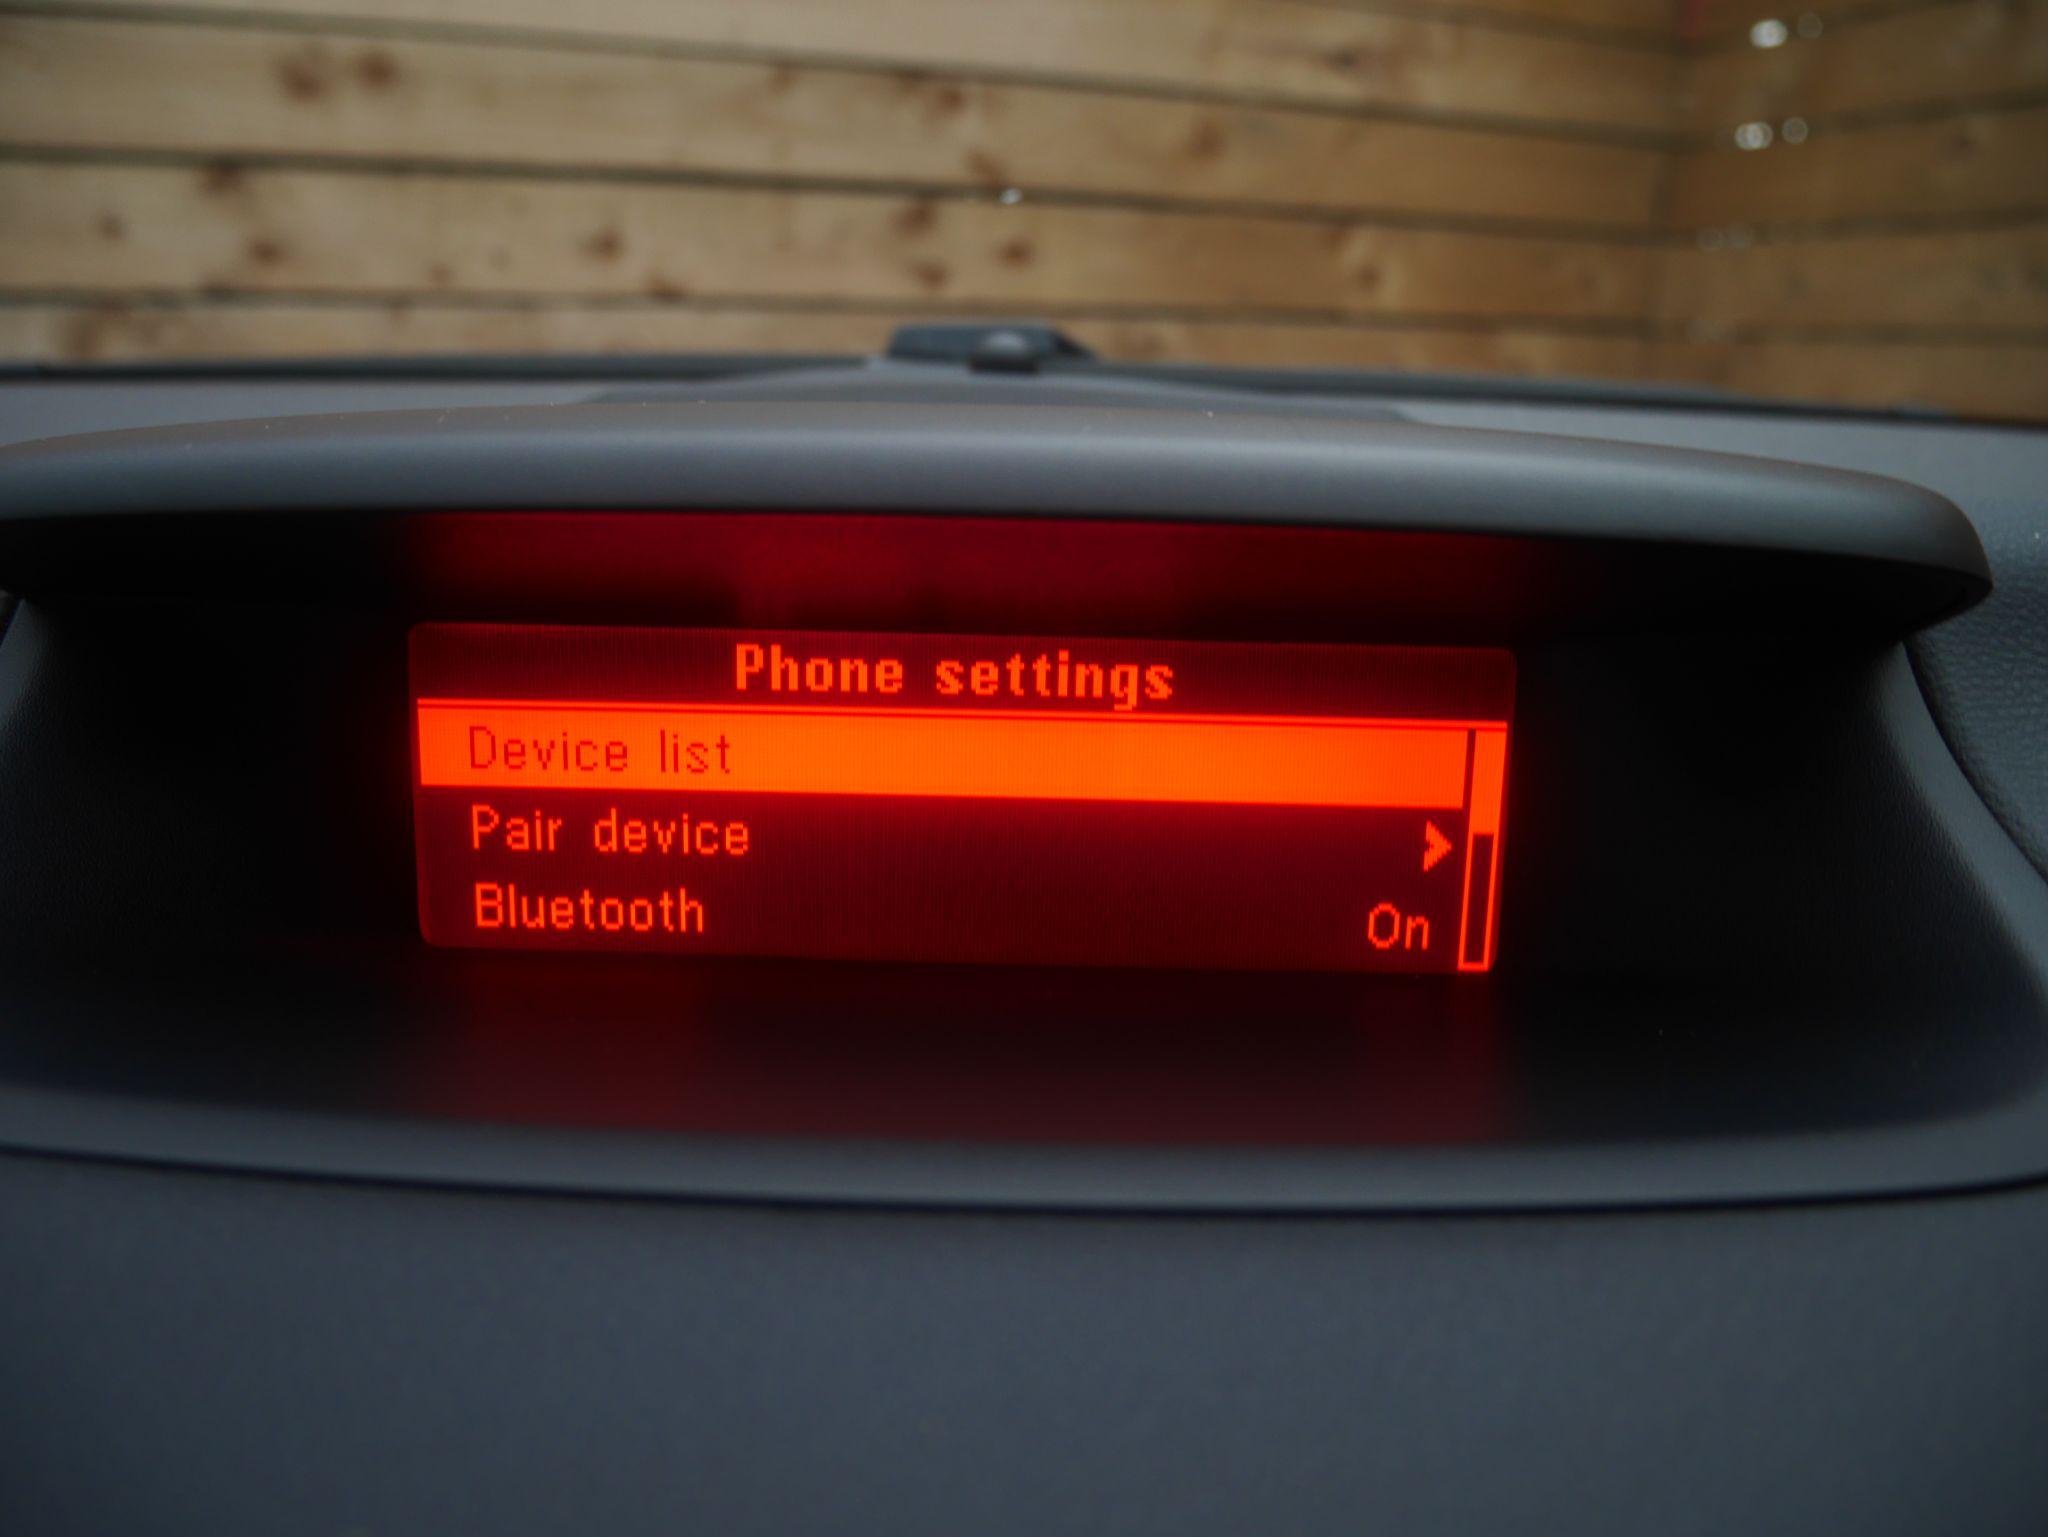 Phone settings
Device list
Pair device
Bluetooth On